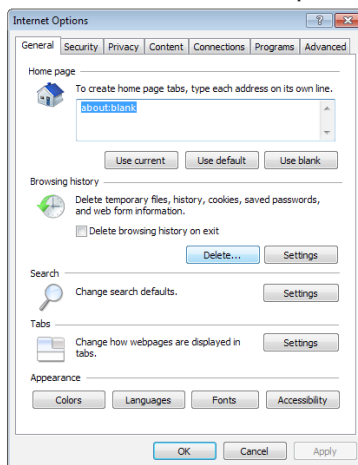 Internet Options
General Security Privacy Content Connections Programs Advanced
Home page
To create home page tabs, type each address on its own line.
about:blank
Use current Use default Use blank
Browsing history
Delete temporary files, history, cookies, saved passwords,
and web form information.
Delete browsing history on exit
Delete... Settings
Search
Change search defaults. Settings
Tabs
Change how webpages are displayed in Settings
tabs.
Appearance
Colors Languages Fonts Accessibility
OK Cancel Apply